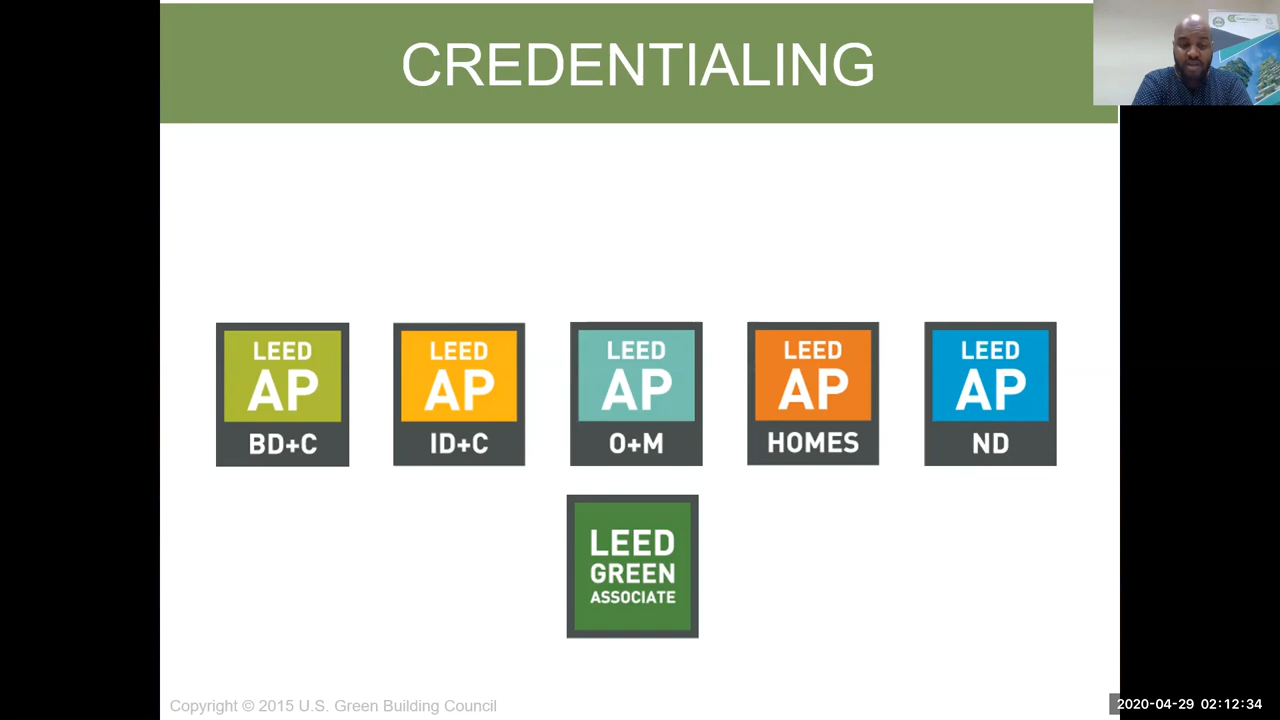 CREDENTIALING
LEED
AP
BD+C
LEED
AP
ID+C
LEED
AP
O+M
LEED
AP
HOMES
LEED
AP
ND
LEED
GREEN
ASSOCIATE
Copyright © 2015 U.S. Green Building Council
2020-04-29 02:12:34